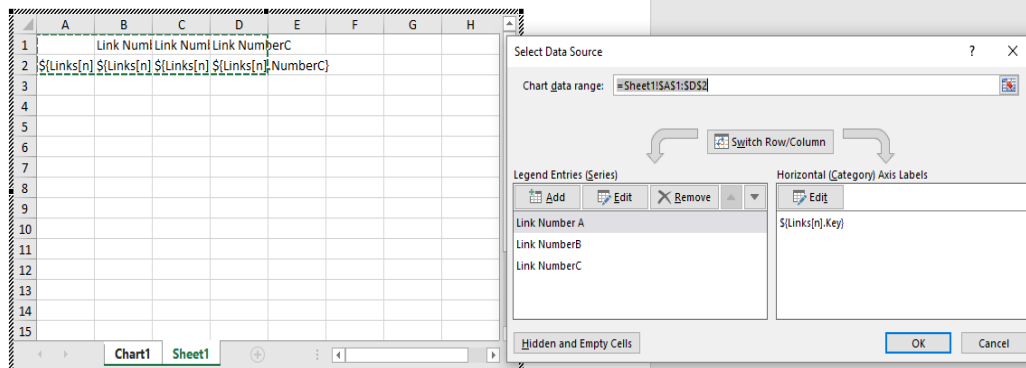 A B C D E F G H
1 Link Numl Link Numl Link NumberC
2 ${Links[n] ${Links[n] ${Links[n] ${Links[n].NumberC}
3
4
5
6
7
8
9
10
11
12
13
14
15
Chart1 Sheet1
Select Data Source ? X
Chart data range: =Sheet1!$A$1:$D$2
Switch Row/Column
Legend Entries (Series) Horizontal (Category) Axis Labels
Add Edit Remove Edit
Link Number A ${Links[n].Key}
Link NumberB
Link NumberC
Hidden and Empty Cells OK Cancel